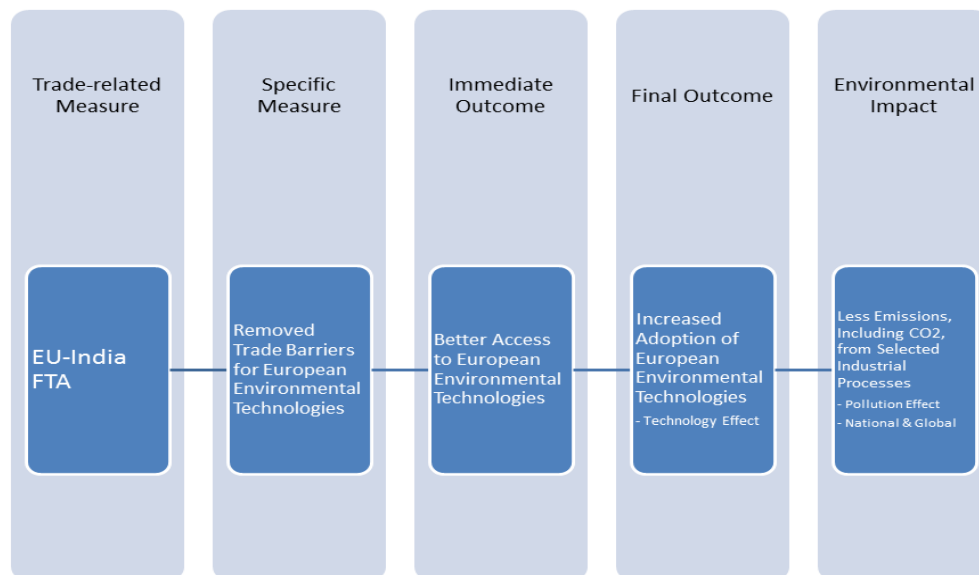 Trade-related
Measure
Specific
Measure
Immediate
Outcome
Final Outcome
Environmental
Impact
EU-India
FTA
Removed
Trade Barriers
for European
Environmental
Technologies
Better Access
to European
Environmental
Technologies
Increased
Adoption of
European
Environmental
Technologies
- Technology Effect
Less Emissions,
Including CO2,
from Selected
Industrial
Processes
- Pollution Effect
- National & Global